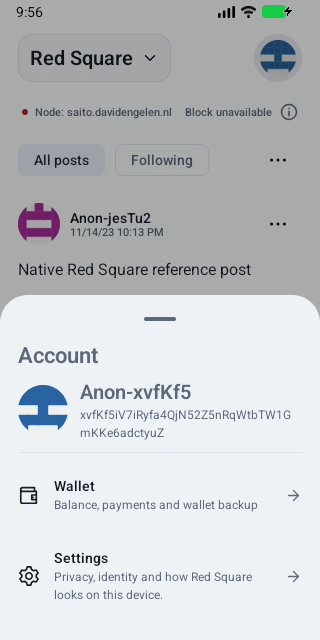 9:56
Red Square
Node: saito.davidengelen.nl Block unavailable
All posts Following
Anon-jesTu2
11/14/23 10:13 PM
Native Red Square reference post
Account
Anon-xvfKf5
xvfKf5iV7iRyfa4QjN52Z5nRqWtbTW1G
mKKe6adctyuZ
Wallet
Balance, payments and wallet backup
Settings
Privacy, identity and how Red Square
looks on this device.